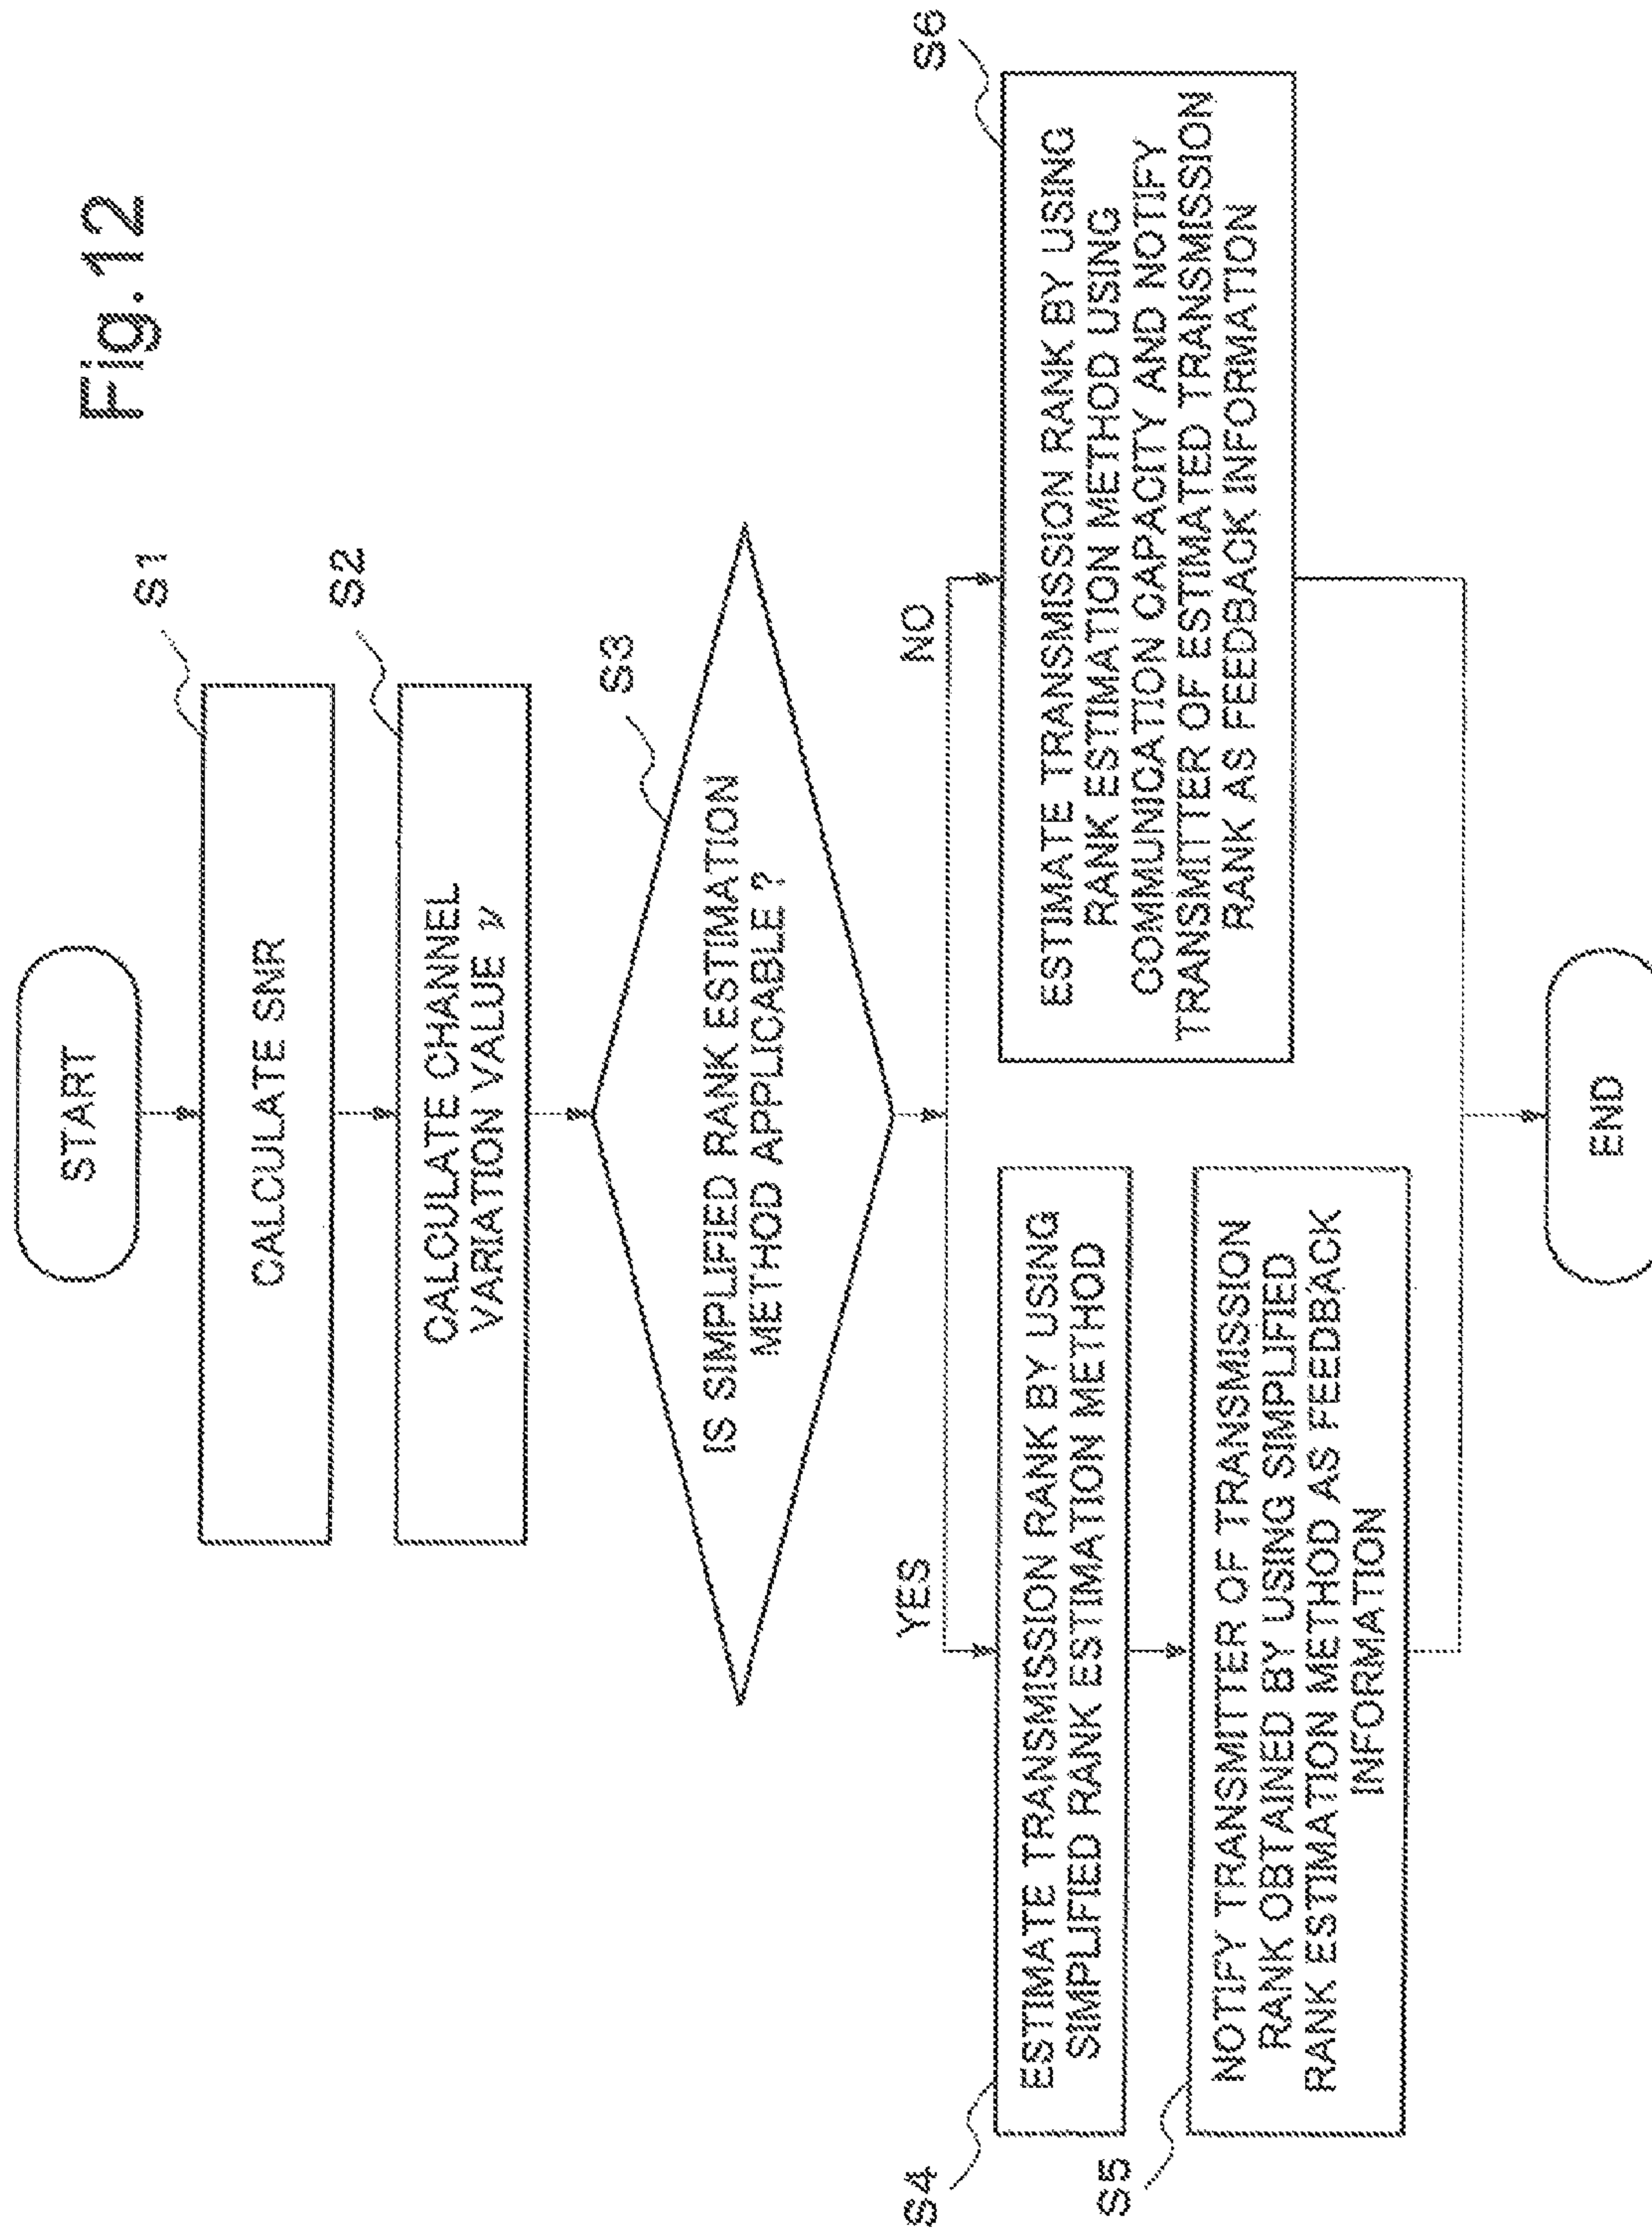 Fig.12
START
S1
CALCULATE SNR
S2
CALCULATE CHANNEL
VARIATION VALUE ν
S3
IS SIMPLIFIED RANK ESTIMATION
METHOD APPLICABLE ?
YES
NO
S4
ESTIMATE TRANSMISSION RANK BY USING
SIMPLIFIED RANK ESTIMATION METHOD
S5
NOTIFY TRANSMITTER OF TRANSMISSION
RANK OBTAINED BY USING SIMPLIFIED
RANK ESTIMATION METHOD AS FEEDBACK
INFORMATION
S6
ESTIMATE TRANSMISSION RANK BY USING
RANK ESTIMATION METHOD USING
COMMUNICATION CAPACITY AND NOTIFY
TRANSMITTER OF ESTIMATED TRANSMISSION
RANK AS FEEDBACK INFORMATION
END